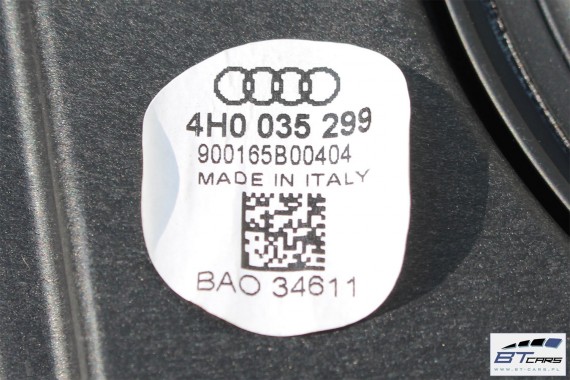 4H0 035 299
900165B00404
MADE IN ITALY
BAO 34611
BT CARS
WWW.BT-CARS.PL